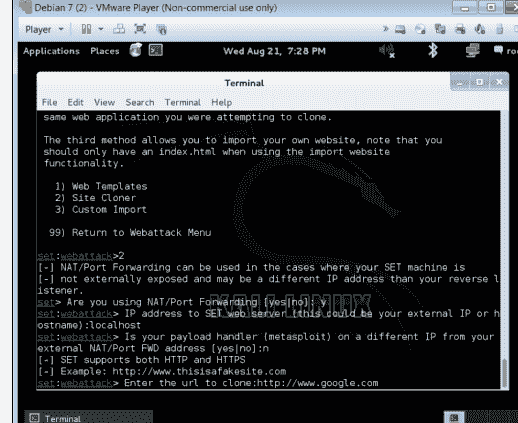 Debian 7 (2) - VMware Player (Non-commercial use only)
Player
Applications Places
Wed Aug 21, 7:28 PM
ro
Terminal
File Edit View Search Terminal Help
same web application you were attempting to clone.
The third method allows you to import your own website, note that you
should only have an index.html when using the import website
functionality.
1) Web Templates
2) Site Cloner
3) Custom Import
99) Return to Webattack Menu
set:webattack>2
[-] NAT/Port Forwarding can be used in the cases where your SET machine is
[-] not externally exposed and may be a different IP address than your reverse l
istener.
set> Are you using NAT/Port Forwarding [yes|no]: y
set:webattack> IP address to SET web server (this could be your external IP or h
ostname):localhost
set:webattack> Is your payload handler (metasploit) on a different IP from your
external NAT/Port FWD address [yes|no]:n
[-] SET supports both HTTP and HTTPS
[-] Example: http://www.thisisafakesite.com
set:webattack> Enter the url to clone:http://www.google.com
KALI LINUX
Terminal